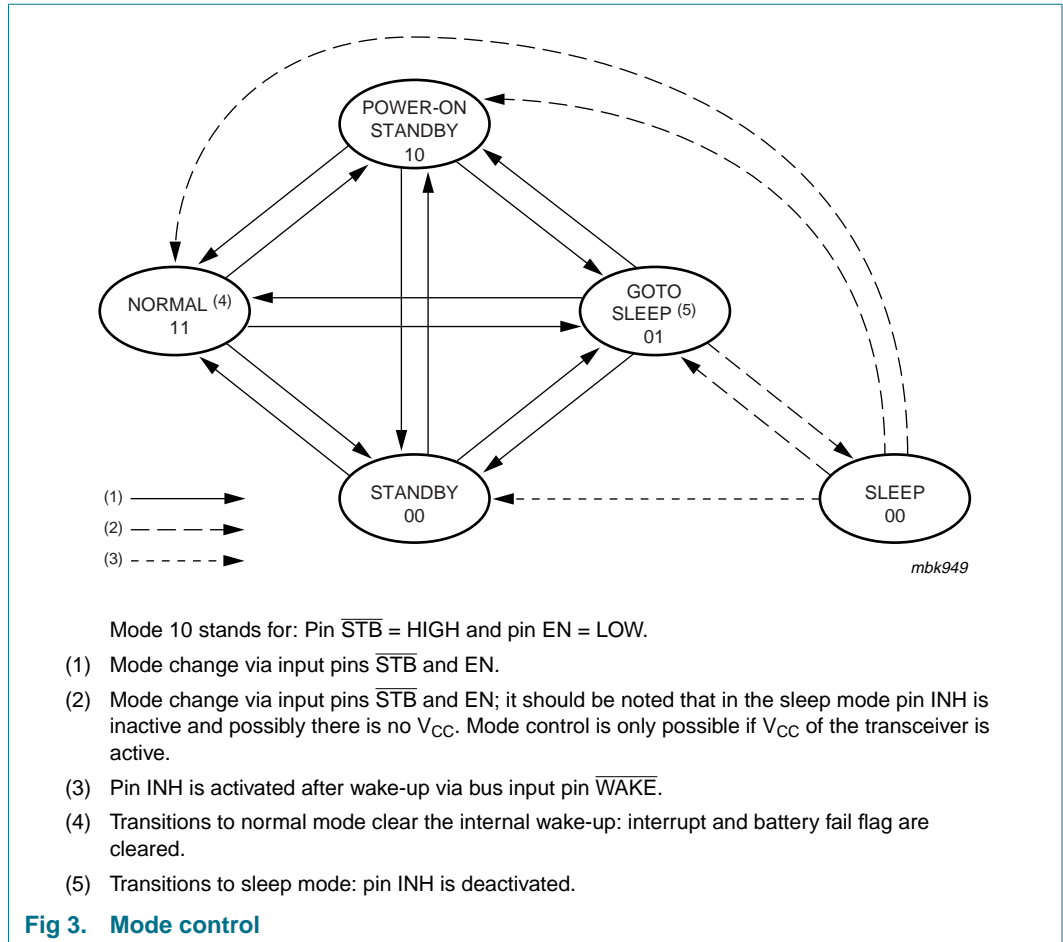 POWER-ON
STANDBY
10
NORMAL (4)
11
GOTO
SLEEP (5)
01
STANDBY
00
SLEEP
00
(1)
(2)
(3)
mbk949
Mode 10 stands for: Pin S̅T̅B̅ = HIGH and pin EN = LOW.
(1) Mode change via input pins S̅T̅B̅ and EN.
(2) Mode change via input pins S̅T̅B̅ and EN; it should be noted that in the sleep mode pin INH is
inactive and possibly there is no VCC. Mode control is only possible if VCC of the transceiver is
active.
(3) Pin INH is activated after wake-up via bus input pin W̅A̅K̅E̅.
(4) Transitions to normal mode clear the internal wake-up: interrupt and battery fail flag are
cleared.
(5) Transitions to sleep mode: pin INH is deactivated.
Fig 3. Mode control